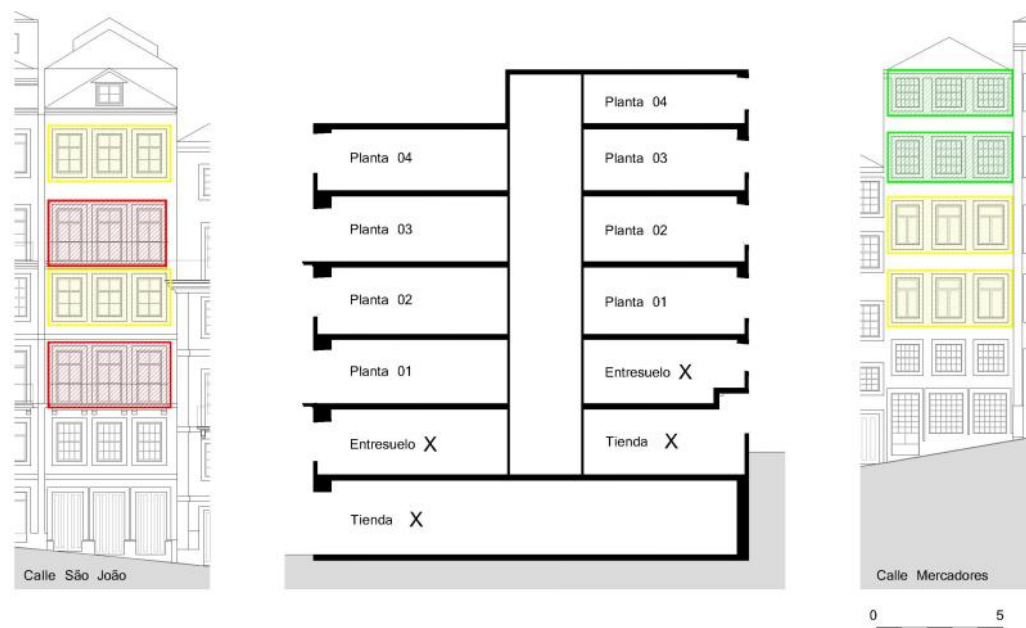 Planta 04
Planta 04
Planta 03
Planta 03
Planta 02
Planta 02
Planta 01
Planta 01
Entresuelo X
Entresuelo X
Tienda X
Tienda X
Calle São João
Calle Mercadores
0 5